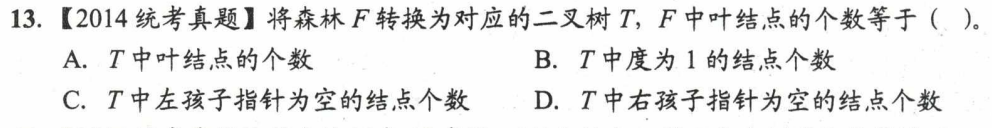 13. 【2014 统考真题】将森林 F 转换为对应的二叉树 T，F 中叶结点的个数等于（ ）。
A. T 中叶结点的个数 B. T 中度为 1 的结点个数
C. T 中左孩子指针为空的结点个数 D. T 中右孩子指针为空的结点个数